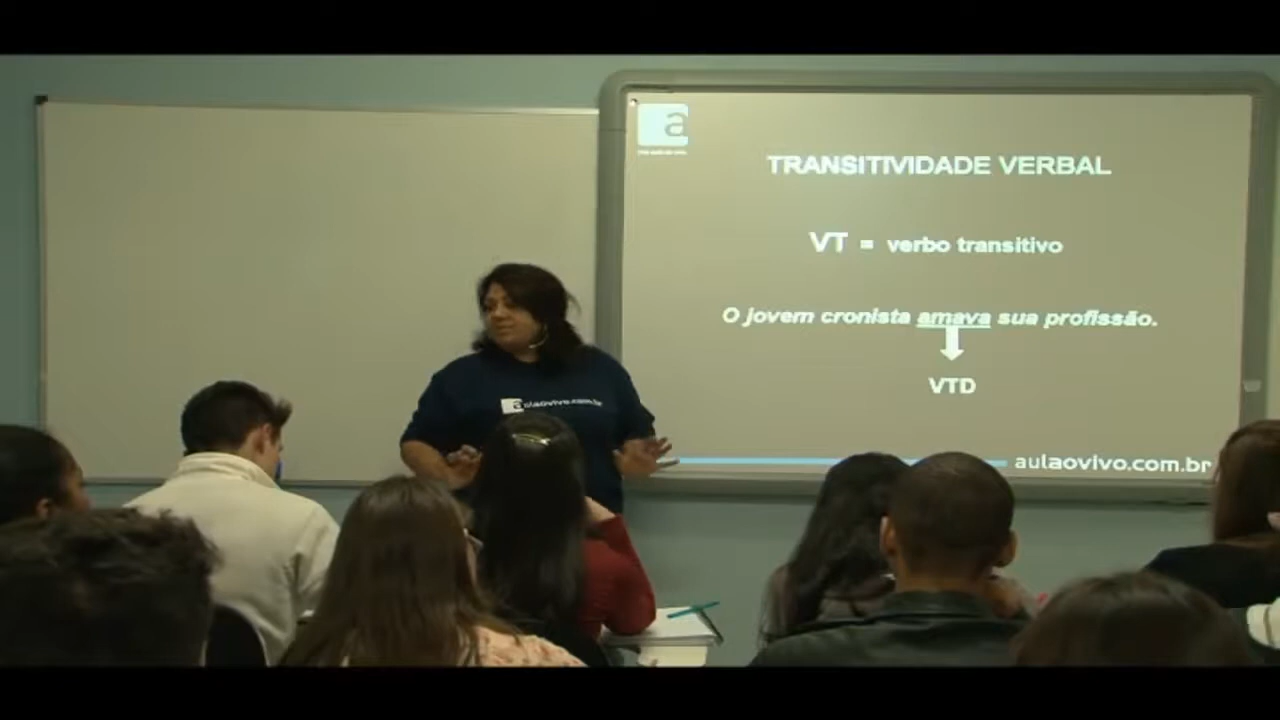 a
TRANSITIVIDADE VERBAL
VT = verbo transitivo
O jovem cronista amava sua profissão.
VTD
aulaovivo.com.br
aulaovivo.com.br